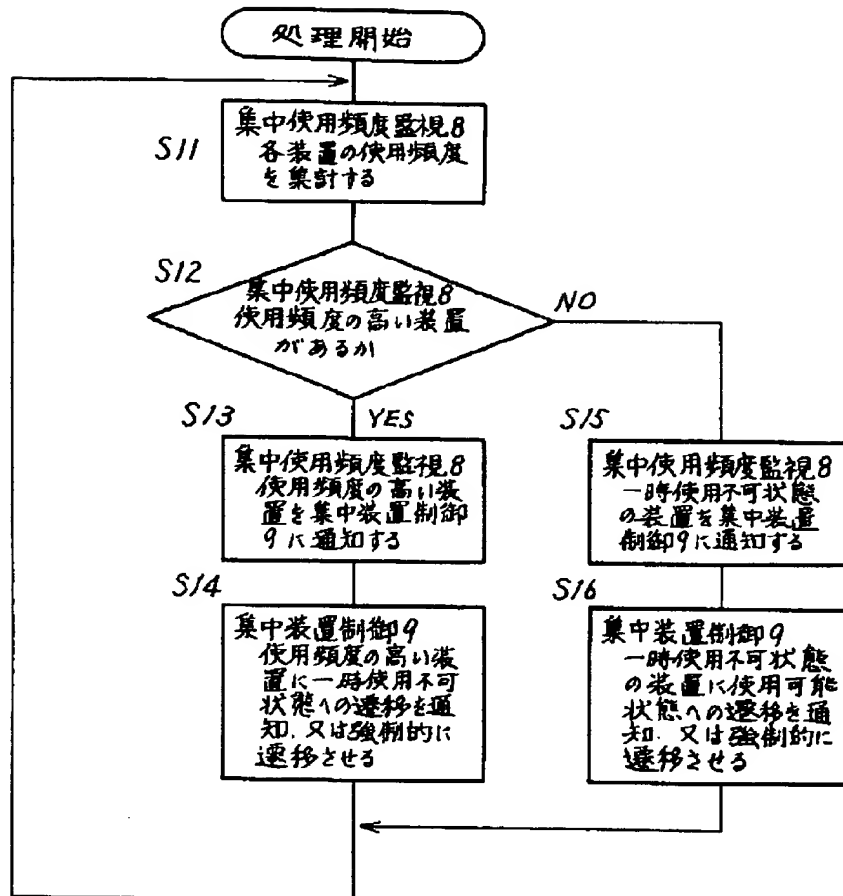 処理開始
S11
集中使用頻度監視8
各装置の使用頻度
を集計する
S12
集中使用頻度監視8
使用頻度の高い装置
があるか
NO
YES
S13
集中使用頻度監視8
使用頻度の高い装
置を集中装置制御
9に通知する
S14
集中装置制御9
使用頻度の高い装
置に一時使用不可
状態への遷移を通
知、又は強制的に
遷移させる
S15
集中使用頻度監視8
一時使用不可状態
の装置を集中装置
制御9に通知する
S16
集中装置制御9
一時使用不可状態
の装置に使用可能
状態への遷移を通
知、又は強制的に
遷移させる